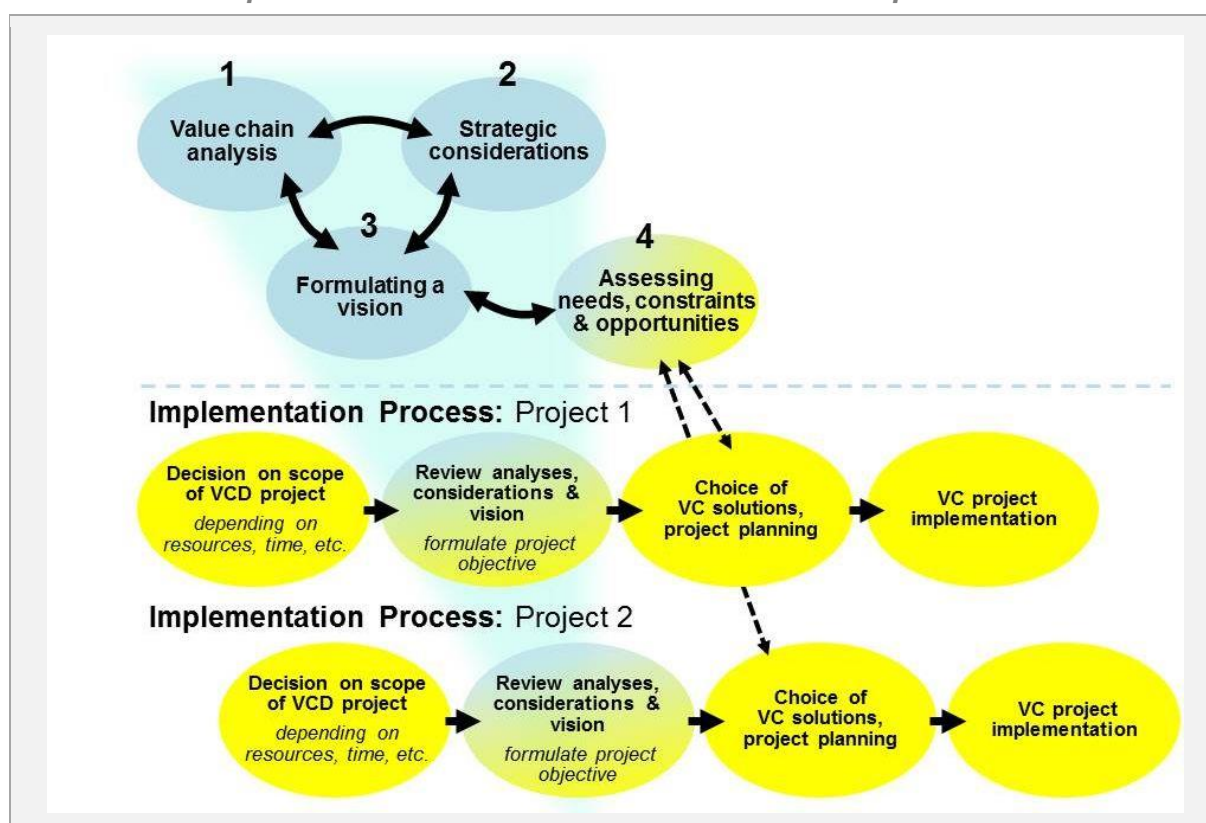 1
2
Value chain
analysis
Strategic
considerations
3
4
Formulating a
vision
Assessing
needs, constraints
& opportunities
Implementation Process: Project 1
Decision on scope
of VCD project
depending on
resources, time, etc.
Review analyses,
considerations &
vision
formulate project
objective
Choice of
VC solutions,
project planning
VC project
implementation
Implementation Process: Project 2
Decision on scope
of VCD project
depending on
resources, time, etc.
Review analyses,
considerations &
vision
formulate project
objective
Choice of
VC solutions,
project planning
VC project
implementation